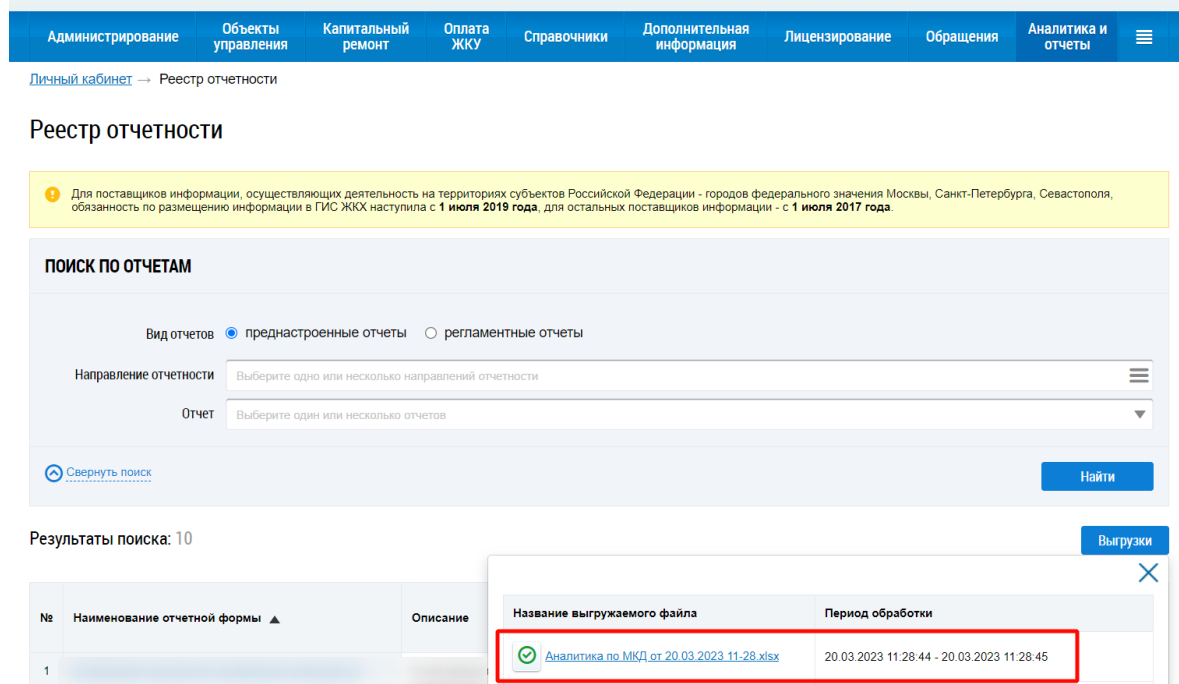 Администрирование
Объекты
управления
Капитальный
ремонт
Оплата
ЖКУ
Справочники
Дополнительная
информация
Лицензирование
Обращения
Аналитика и
отчеты
Личный кабинет → Реестр отчетности
Реестр отчетности
Для поставщиков информации, осуществляющих деятельность на территориях субъектов Российской Федерации - городов федерального значения Москвы, Санкт-Петербурга, Севастополя,
обязанность по размещению информации в ГИС ЖКХ наступила с 1 июля 2019 года, для остальных поставщиков информации - с 1 июля 2017 года.
ПОИСК ПО ОТЧЕТАМ
Вид отчетов преднастроенные отчеты регламентные отчеты
Направление отчетности Выберите одно или несколько направлений отчетности
Отчет Выберите один или несколько отчетов
Свернуть поиск
Найти
Результаты поиска: 10
Выгрузки
№ Наименование отчетной формы ▲ Описание
Название выгружаемого файла Период обработки
1
Аналитика по МКД от 20.03.2023 11-28.xlsx 20.03.2023 11:28:44 - 20.03.2023 11:28:45